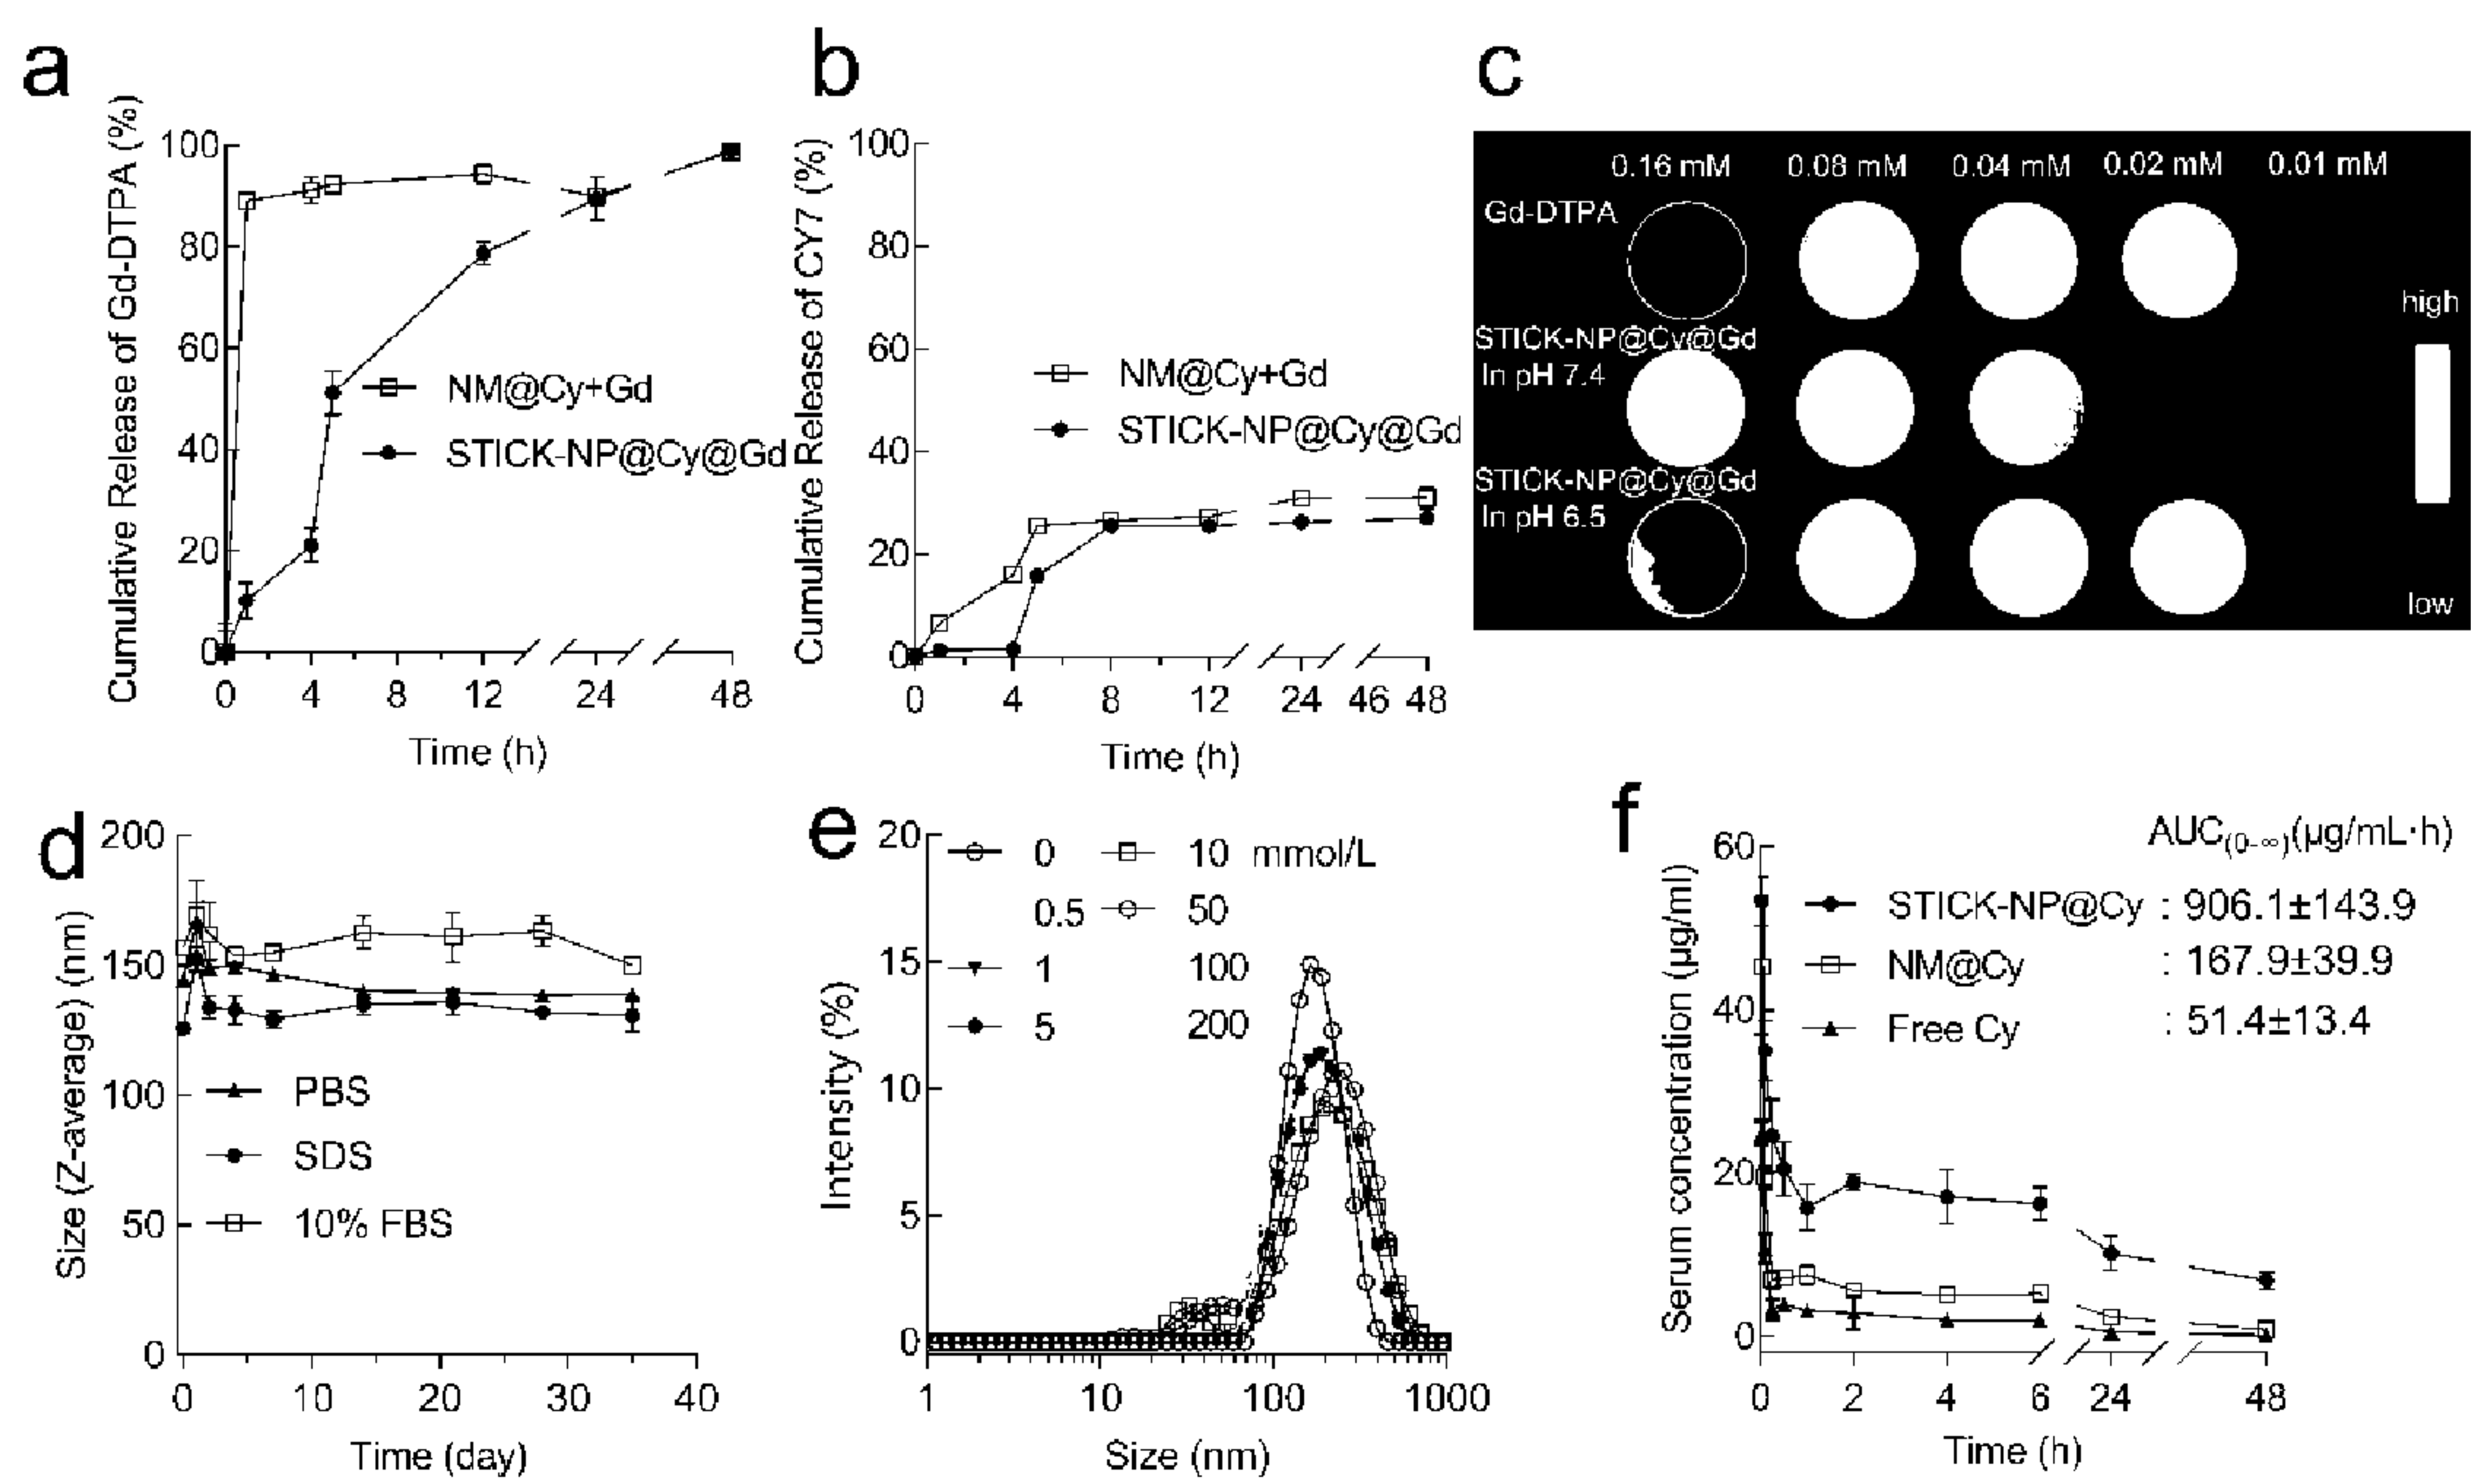 a
Cumulative Release of Gd-DTPA (%)
100
80
60
40
20
0
0 4 8 12 24 48
Time (h)
NM@Cy+Gd
STICK-NP@Cy@Gd
b
Cumulative Release of CY7 (%)
100
80
60
40
20
0
0 4 8 12 24 46 48
Time (h)
NM@Cy+Gd
STICK-NP@Cy@Gd
c
0.16 mM 0.08 mM 0.04 mM 0.02 mM 0.01 mM
Gd-DTPA
STICK-NP@Cy@Gd
In pH 7.4
STICK-NP@Cy@Gd
In pH 6.5
high
low
d
Size (Z-average) (nm)
200
150
100
50
0
0 10 20 30 40
Time (day)
PBS
SDS
10% FBS
e
Intensity (%)
20
15
10
5
0
1 10 100 1000
Size (nm)
0 10 mmol/L
0.5 50
1 100
5 200
f
Serum concentration (µg/ml)
60
40
20
0
0 2 4 6 24 48
Time (h)
AUC(0-∞)(µg/mL·h)
STICK-NP@Cy : 906.1±143.9
NM@Cy : 167.9±39.9
Free Cy : 51.4±13.4